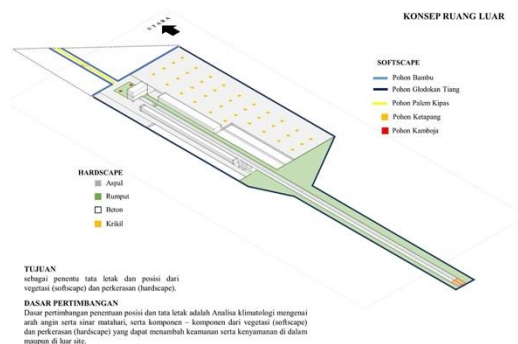 KONSEP RUANG LUAR
UTARA
SOFTSCAPE
Pohon Bambu
Pohon Glodokan Tiang
Pohon Palem Kipas
Pohon Ketapang
Pohon Kamboja
HARDSCAPE
Aspal
Rumput
Beton
Krikil
TUJUAN
sebagai penentu tata letak dan posisi dari
vegetasi (softscape) dan perkerasan (hardscape).
DASAR PERTIMBANGAN
Dasar pertimbangan penentuan posisi dan tata letak adalah Analisa klimatologi mengenai
arah angin serta sinar matahari, serta komponen – komponen dari vegetasi (softscape)
dan perkerasan (hardscape) yang dapat menambah keamanan serta kenyamanan di dalam
maupun di luar site.